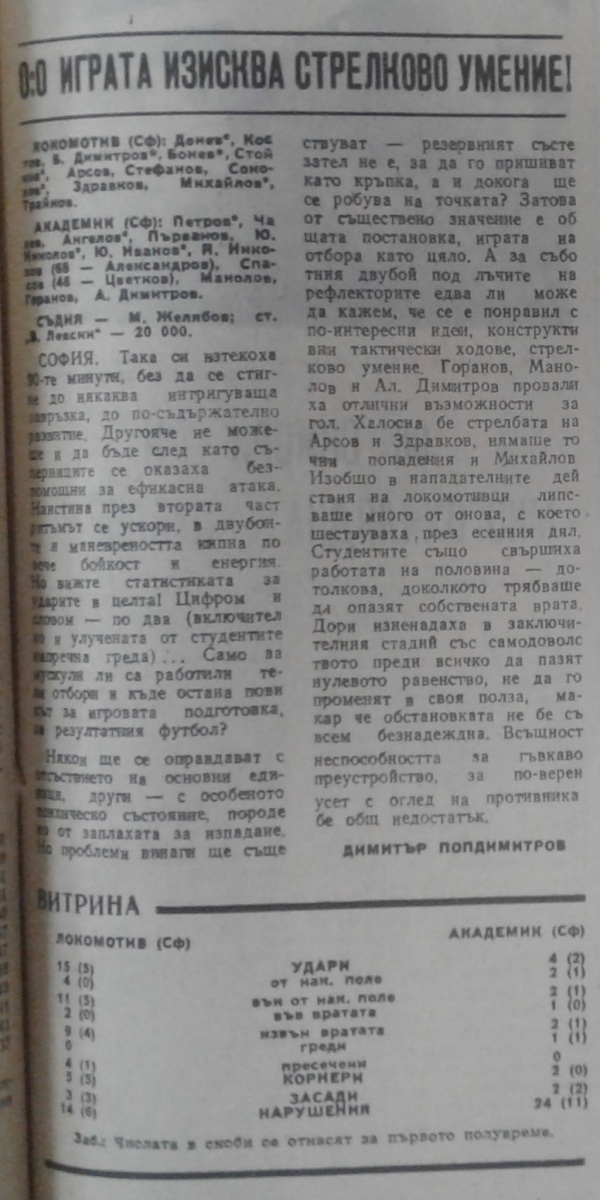 0:0 ИГРАТА ИЗИСКВА СТРЕЛКОВО УМЕНИЕ!
ЛОКОМОТИВ (Сф): Донев*, Кос
Б. Димитров*, Бонев*, Стой
Арсов, Стефанов, Соко-
Здравков, Михайлов*,
Трайков.
АКАДЕМИК (Сф): Петров*, Ча
Ангелов*, Първанов, Ю.
Николов*, Ю. Иванов*, Я. Нико-
(68 — Александров), Спа-
сов (46 — Цветков), Манолов,
Горанов, А. Димитров.
СЪДИЯ — М. Желябов; ст.
„В. Левски" — 20 000.
СОФИЯ. Така си изтекоха
90-те минути, без да се стиг-
не до някаква интригуваща
завръзка, до по-съдържателно
развитие. Другояче не може-
ше и да бъде след като съ-
перниците се оказаха без-
помощни за ефикасна атака.
Наистина през втората част
ритъмът се ускори, в двубои-
те и маневреността кипна по
вече бойкост и енергия.
Но вижте статистиката за
ударите в целта! Цифром и
словом — по два (включител
но и улучената от студентите
напречна греда)... Само за
мускули ли са работили те-
зи отбори и къде остана пови
кът за игровата подготовка,
за резултатния футбол?
Някои ще се оправдават с
отсъствието на основни еди-
ници, други — с особеното
психическо състояние, породе
но от заплахата за изпадане.
Но проблеми винаги ще съще
ствуват — резервният състе
зател не е, за да го пришиват
като кръпка, а и докога ще
се робува на точката? Затова
от съществено значение е об
щата постановка, играта на
отбора като цяло. А за събо
тния двубой под лъчите на
рефлекторите едва ли може
да кажем, че се е понравил с
по-интересни идеи, конструкти
вни тактически ходове, стрел-
ково умение. Горанов, Мано-
лов и Ал. Димитров провали
ха отлични възможности за
гол. Халосна бе стрелбата на
Арсов и Здравков, нямаше то
чни попадения и Михайлов
Изобщо в нападателните дей
ствия на локомотивци липс-
ваше много от онова, с което
шествуваха през есенния дял.
Студентите също свършиха
работата на половина — до-
толкова, доколкото трябваше
да опазят собствената врата.
Дори изненадаха в заключи-
телния стадий със самодоволс
твото преди всичко да пазят
нулевото равенство, не да го
променят в своя полза, ма-
кар че обстановката не бе съ
всем безнадеждна. Всъщност
неспособността за гъвкаво
преустройство, за по-верен
усет с оглед на противника
бе общ недостатък.
ДИМИТЪР ПОПДИМИТРОВ
ВИТРИНА
ЛОКОМОТИВ (Сф) АКАДЕМИК (Сф)
15 (5) УДАРИ 4 (2)
4 (0) от нак. поле 2 (1)
11 (5) вън от нак. поле 2 (1)
2 (0) във вратата 1 (0)
9 (4) извън вратата 2 (1)
0 греди 1 (1)
4 (1) пресечени 0
5 (5) КОРНЕРИ 2 (0)
3 (3) ЗАСАДИ 2 (2)
14 (6) НАРУШЕНИЯ 24 (11)
Заб.: Числата в скоби се отнасят за първото полувреме.